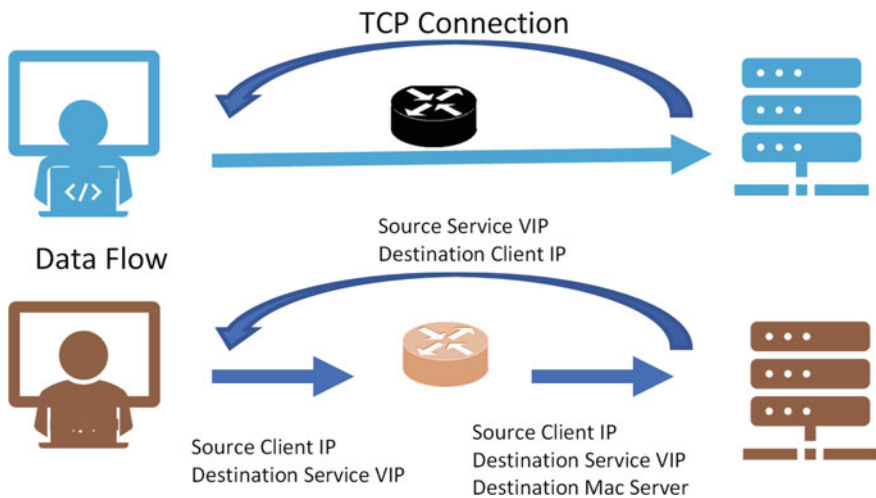 TCP Connection
</>
Source Service VIP
Destination Client IP
Data Flow
Source Client IP
Destination Service VIP
Source Client IP
Destination Service VIP
Destination Mac Server